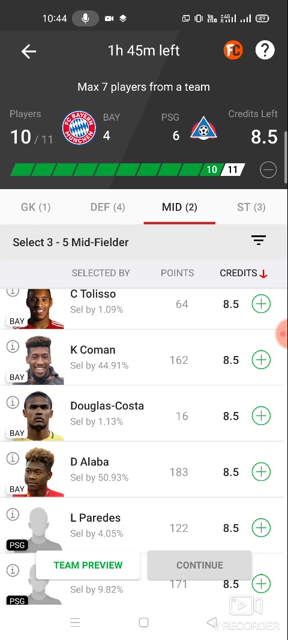 10:44
1h 45m left
FC
?
Max 7 players from a team
Players
BAY
PSG
Credits Left
10 / 11
4
6
8.5
10
11
GK (1)
DEF (4)
MID (2)
ST (3)
Select 3 - 5 Mid-Fielder
SELECTED BY
POINTS
CREDITS
C Tolisso
Sel by 1.09%
64
8.5
BAY
K Coman
Sel by 44.91%
162
8.5
BAY
Douglas-Costa
Sel by 1.13%
16
8.5
BAY
D Alaba
Sel by 50.93%
183
8.5
BAY
L Paredes
Sel by 4.05%
122
8.5
PSG
TEAM PREVIEW
CONTINUE
Sel by 9.82%
171
8.5
PSG
RECORDER